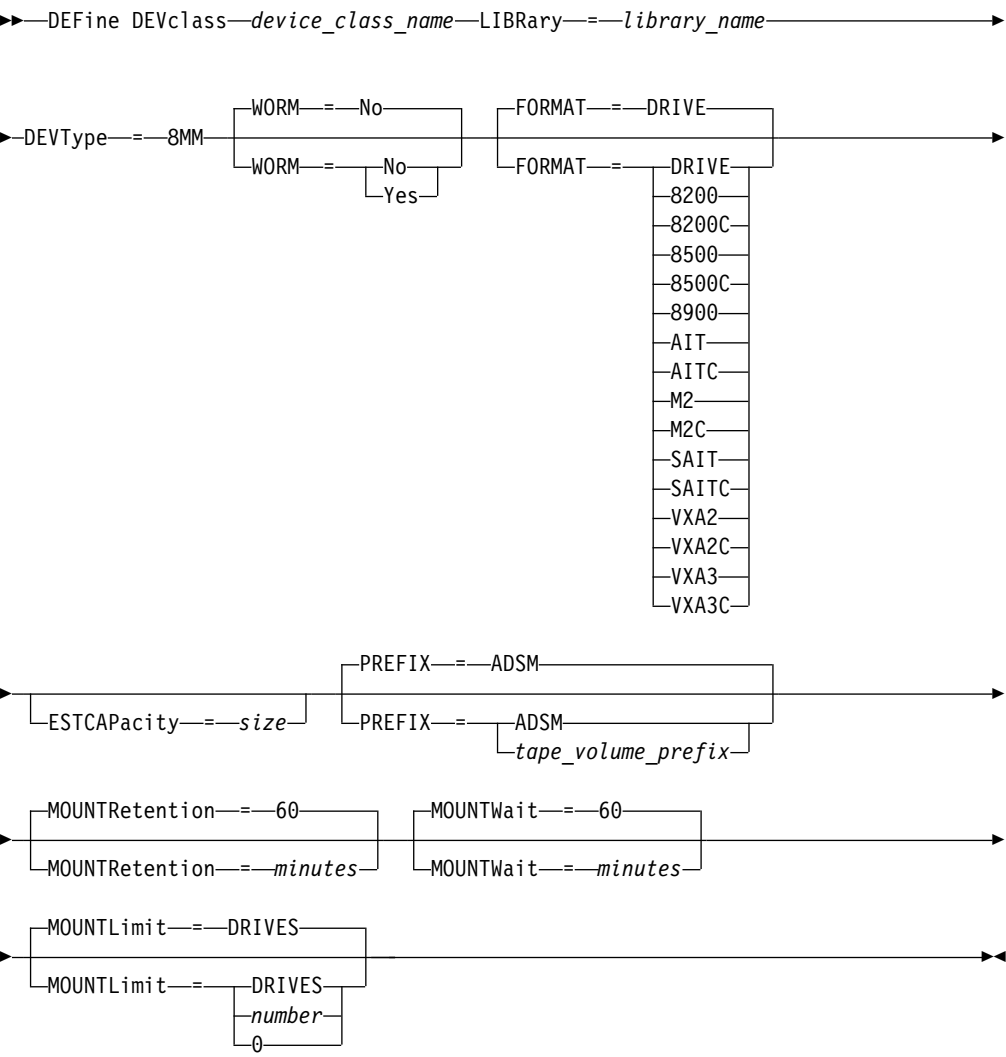 DEFine DEVclass device_class_name LIBRary = library_name
WORM = No FORMAT = DRIVE
DEVType = 8MM
WORM = No FORMAT = DRIVE
Yes 8200
8200C
8500
8500C
8900
AIT
AITC
M2
M2C
SAIT
SAITC
VXA2
VXA2C
VXA3
VXA3C
PREFIX = ADSM
ESTCAPacity = size PREFIX = ADSM
tape_volume_prefix
MOUNTRetention = 60 MOUNTWait = 60
MOUNTRetention = minutes MOUNTWait = minutes
MOUNTLimit = DRIVES
MOUNTLimit = DRIVES
number
0